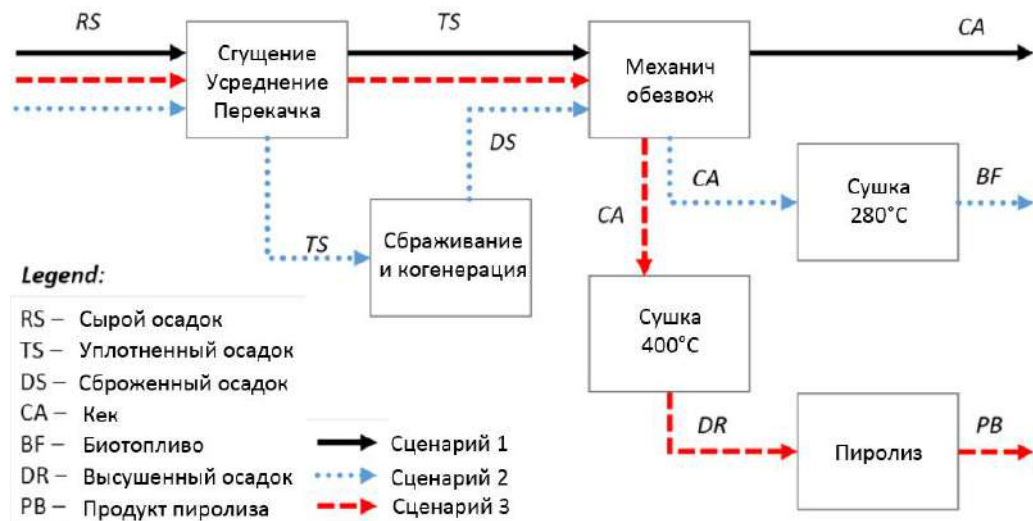 RS
TS
CA
Сгущение
Усреднение
Перекачка
Механич
обезвож
DS
CA
BF
Сушка
280°C
TS
Сбраживание
и когенерация
CA
Legend:
RS – Сырой осадок
TS – Уплотненный осадок
DS – Сброженный осадок
CA – Кек
BF – Биотопливо
DR – Высушенный осадок
PB – Продукт пиролиза
Сценарий 1
Сценарий 2
Сценарий 3
Сушка
400°C
DR
Пиролиз
PB